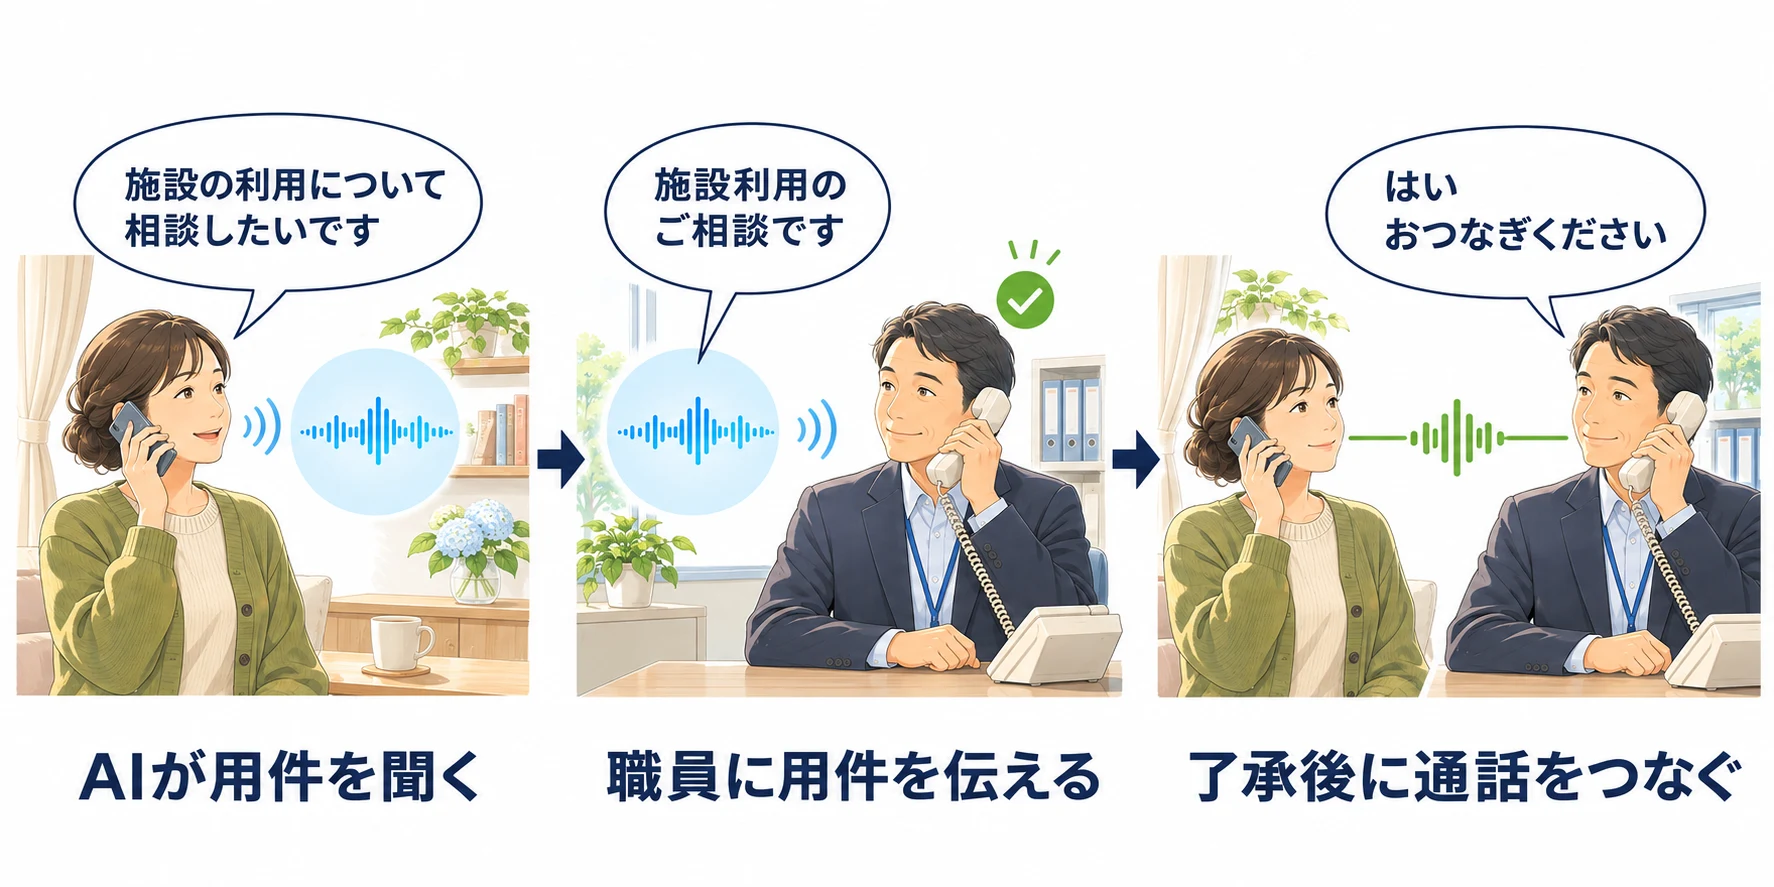 施設の利用について
相談したいです
施設利用の
ご相談です
はい
おつなぎください
AIが用件を聞く
職員に用件を伝える
了承後に通話をつなぐ